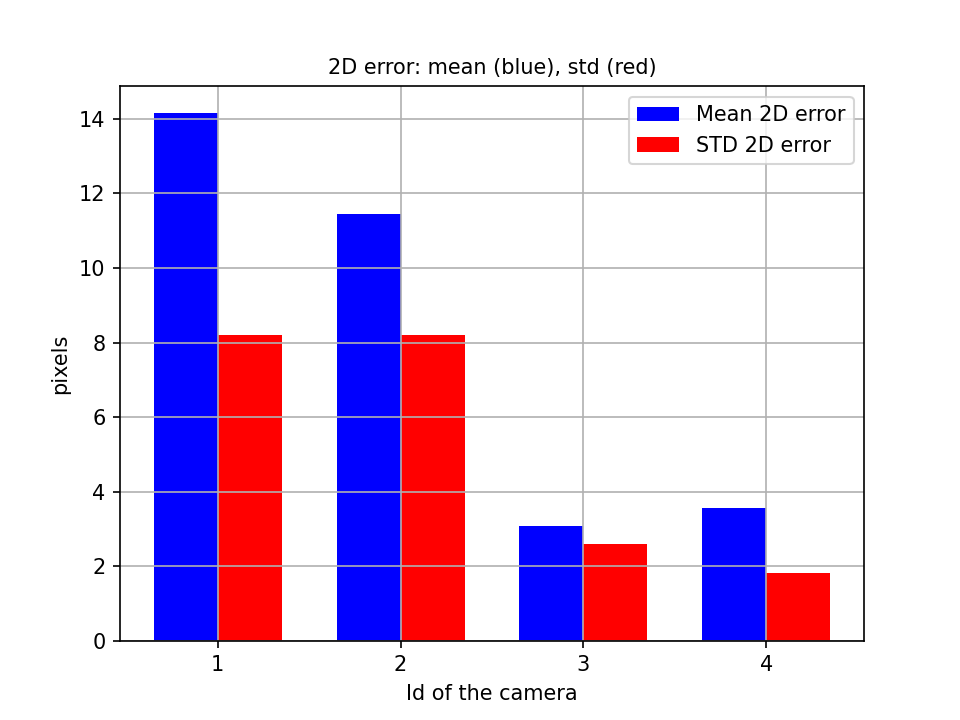 2D error: mean (blue), std (red)
Mean 2D error
STD 2D error
14
12
10
8
6
4
2
0
pixels
1 2 3 4
Id of the camera